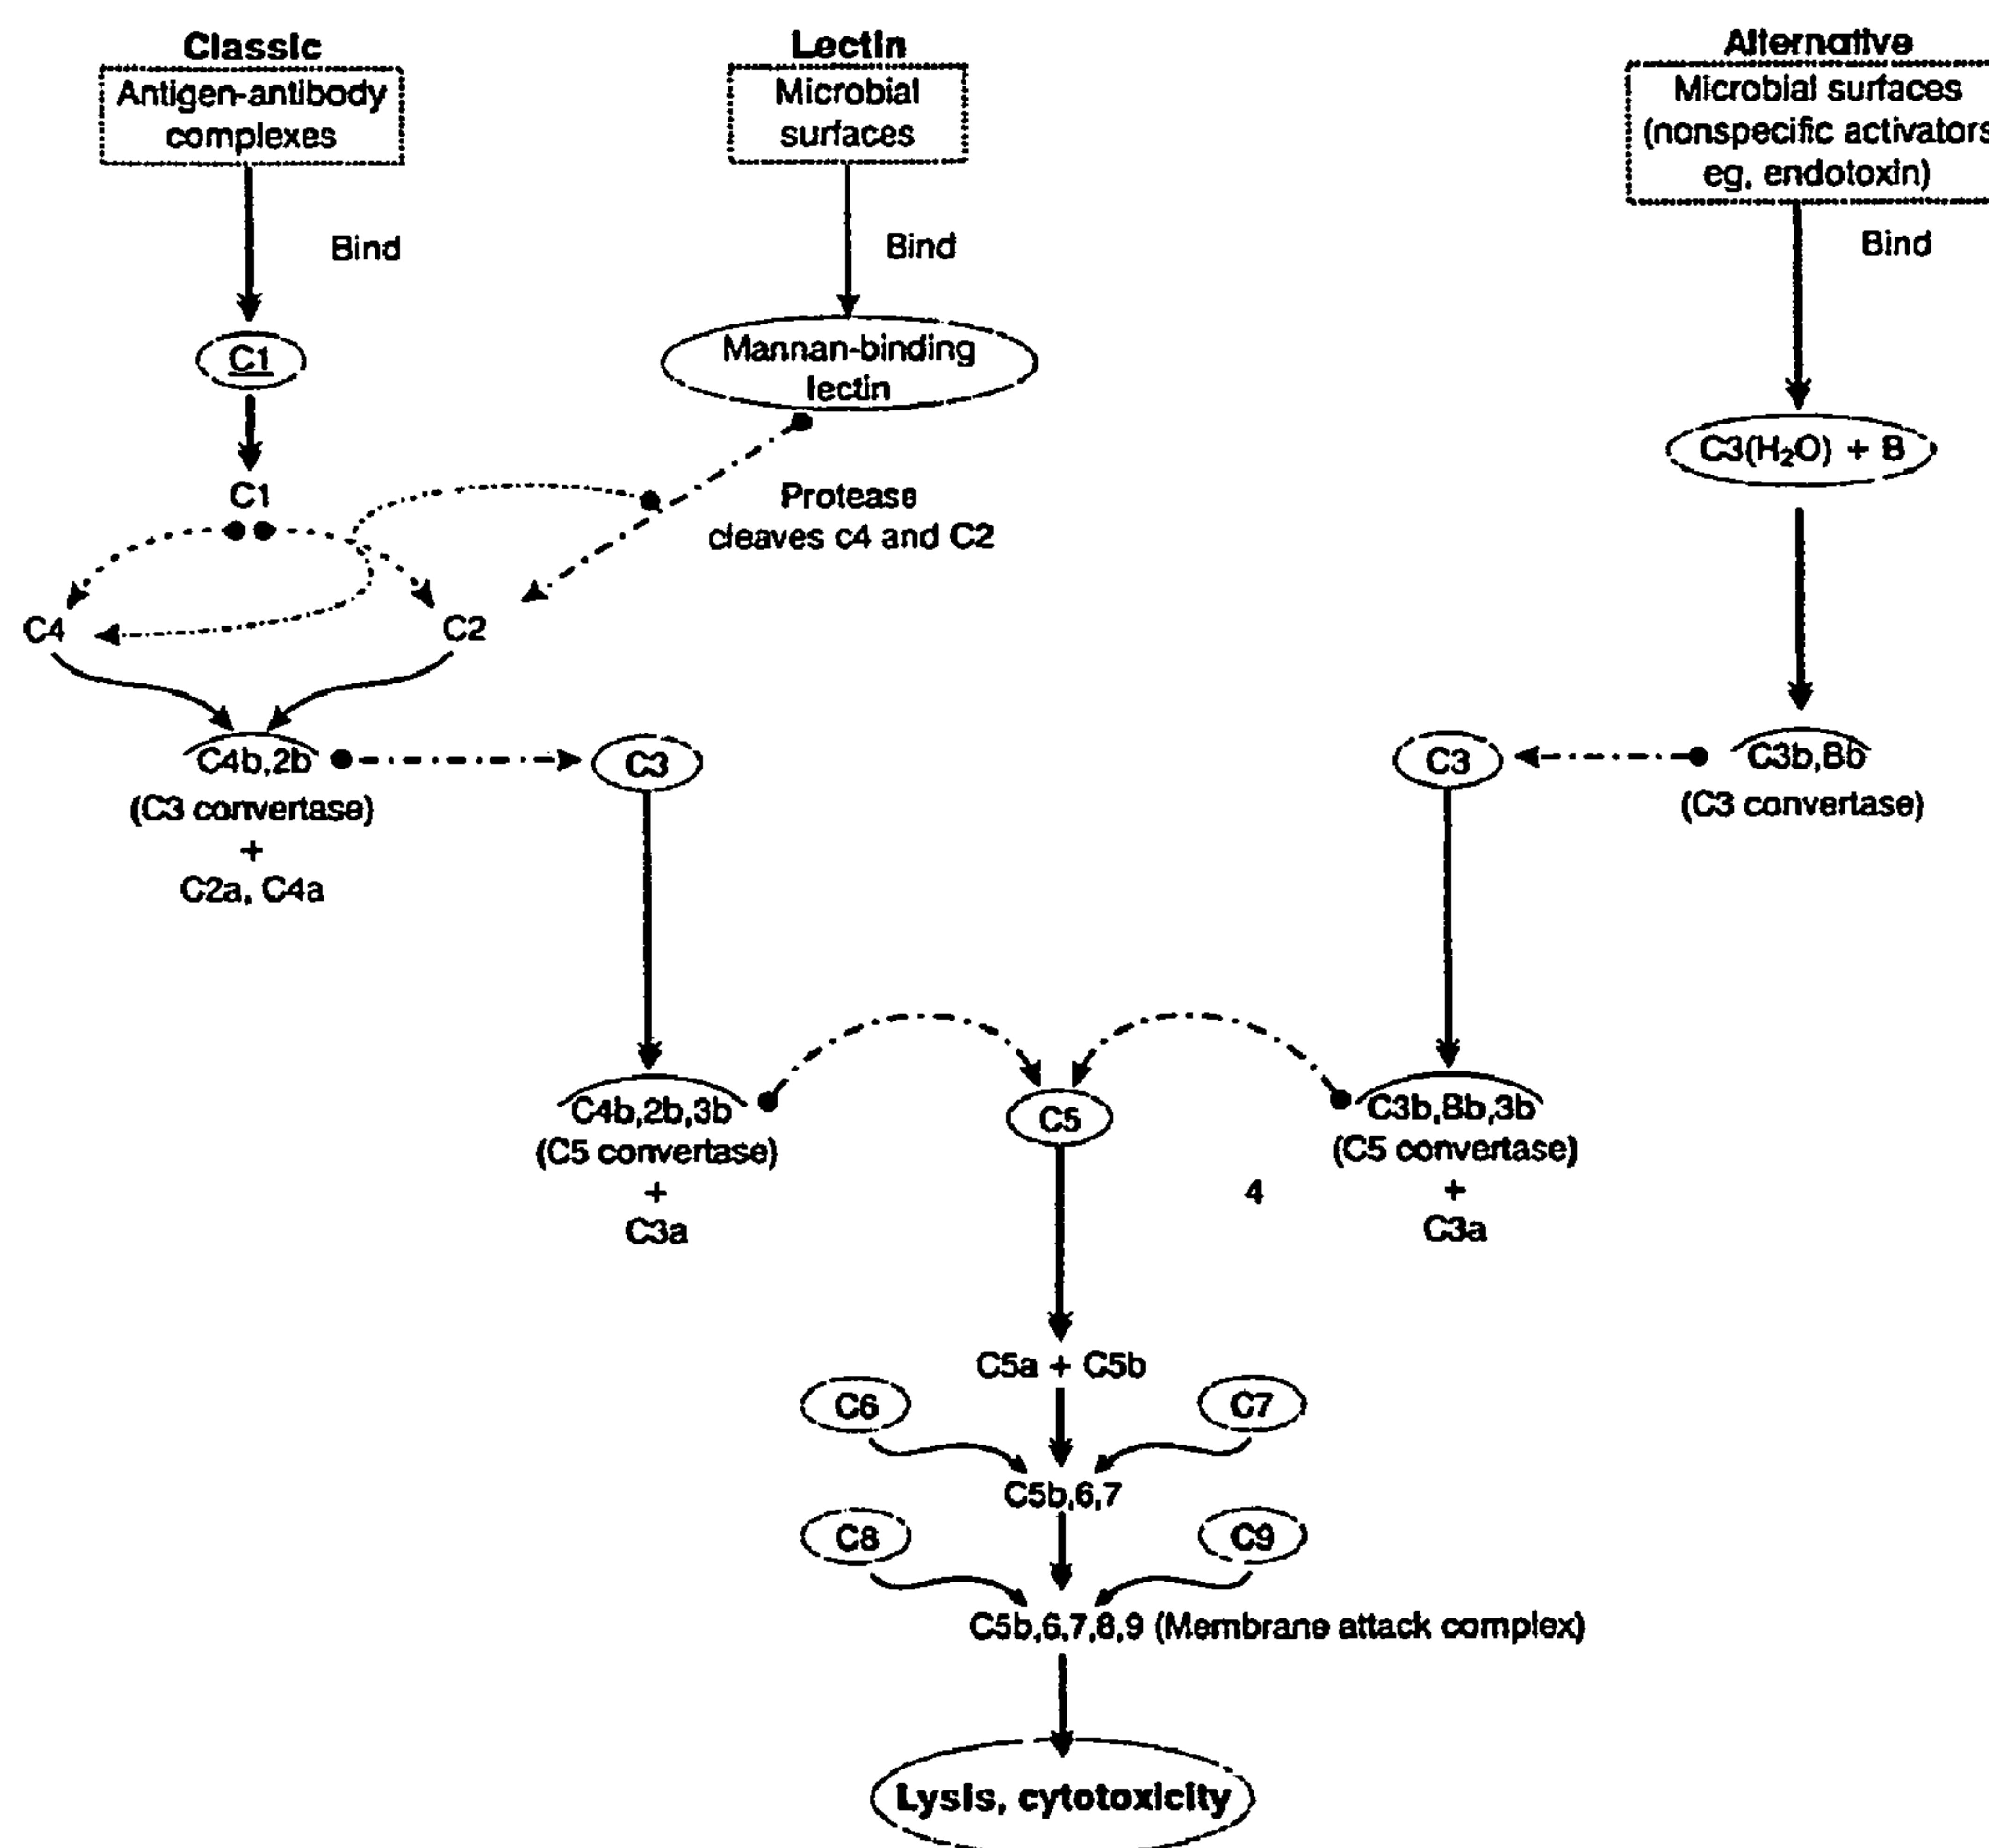 Classic
Antigen-antibody
complexes
Bind
C1
C1
C4
C2
C4b,2b
(C3 convertase)
+
C2a, C4a
Lectin
Microbial
surfaces
Bind
Mannan-binding
lectin
Protease
cleaves c4 and C2
C3
C4b,2b,3b
(C5 convertase)
+
C3a
Alternative
Microbial surfaces
(nonspecific activators
eg, endotoxin)
Bind
C3(H₂O) + B
C3b,Bb
(C3 convertase)
C3
C3b,Bb,3b
(C5 convertase)
+
C3a
4
C5
C5a + C5b
C6
C7
C5b,6,7
C8
C9
C5b,6,7,8,9 (Membrane attack complex)
Lysis, cytotoxicity